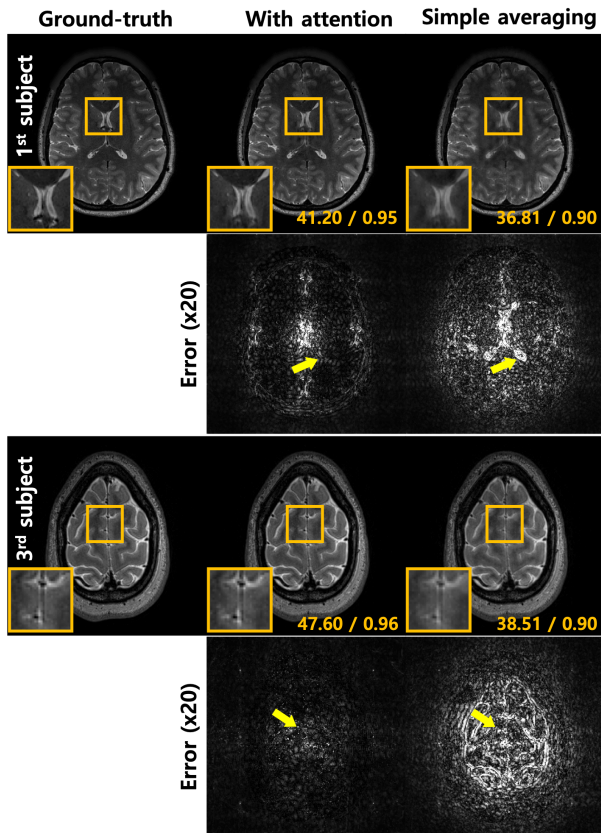 Ground-truth
With attention
Simple averaging
1st subject
41.20 / 0.95
36.81 / 0.90
Error (x20)
3rd subject
47.60 / 0.96
38.51 / 0.90
Error (x20)